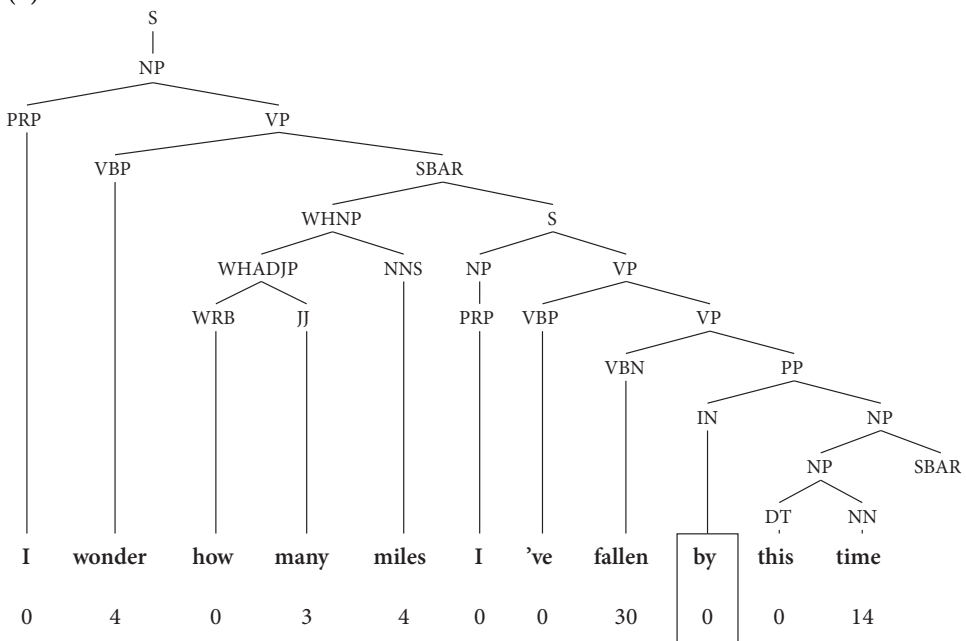 S
NP
PRP VP
VBP SBAR
WHNP S
WHADJP NNS NP VP
WRB JJ PRP VBP VP
VBN PP
IN NP
NP SBAR
DT NN
I wonder how many miles I 've fallen by this time
0 4 0 3 4 0 0 30 0 0 14